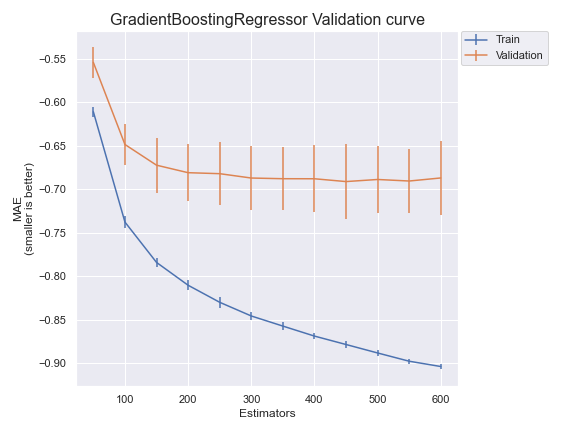 GradientBoostingRegressor Validation curve
Train
Validation
−0.55
−0.60
−0.65
−0.70
−0.75
−0.80
−0.85
−0.90
MAE
(smaller is better)
100
200
300
400
500
600
Estimators